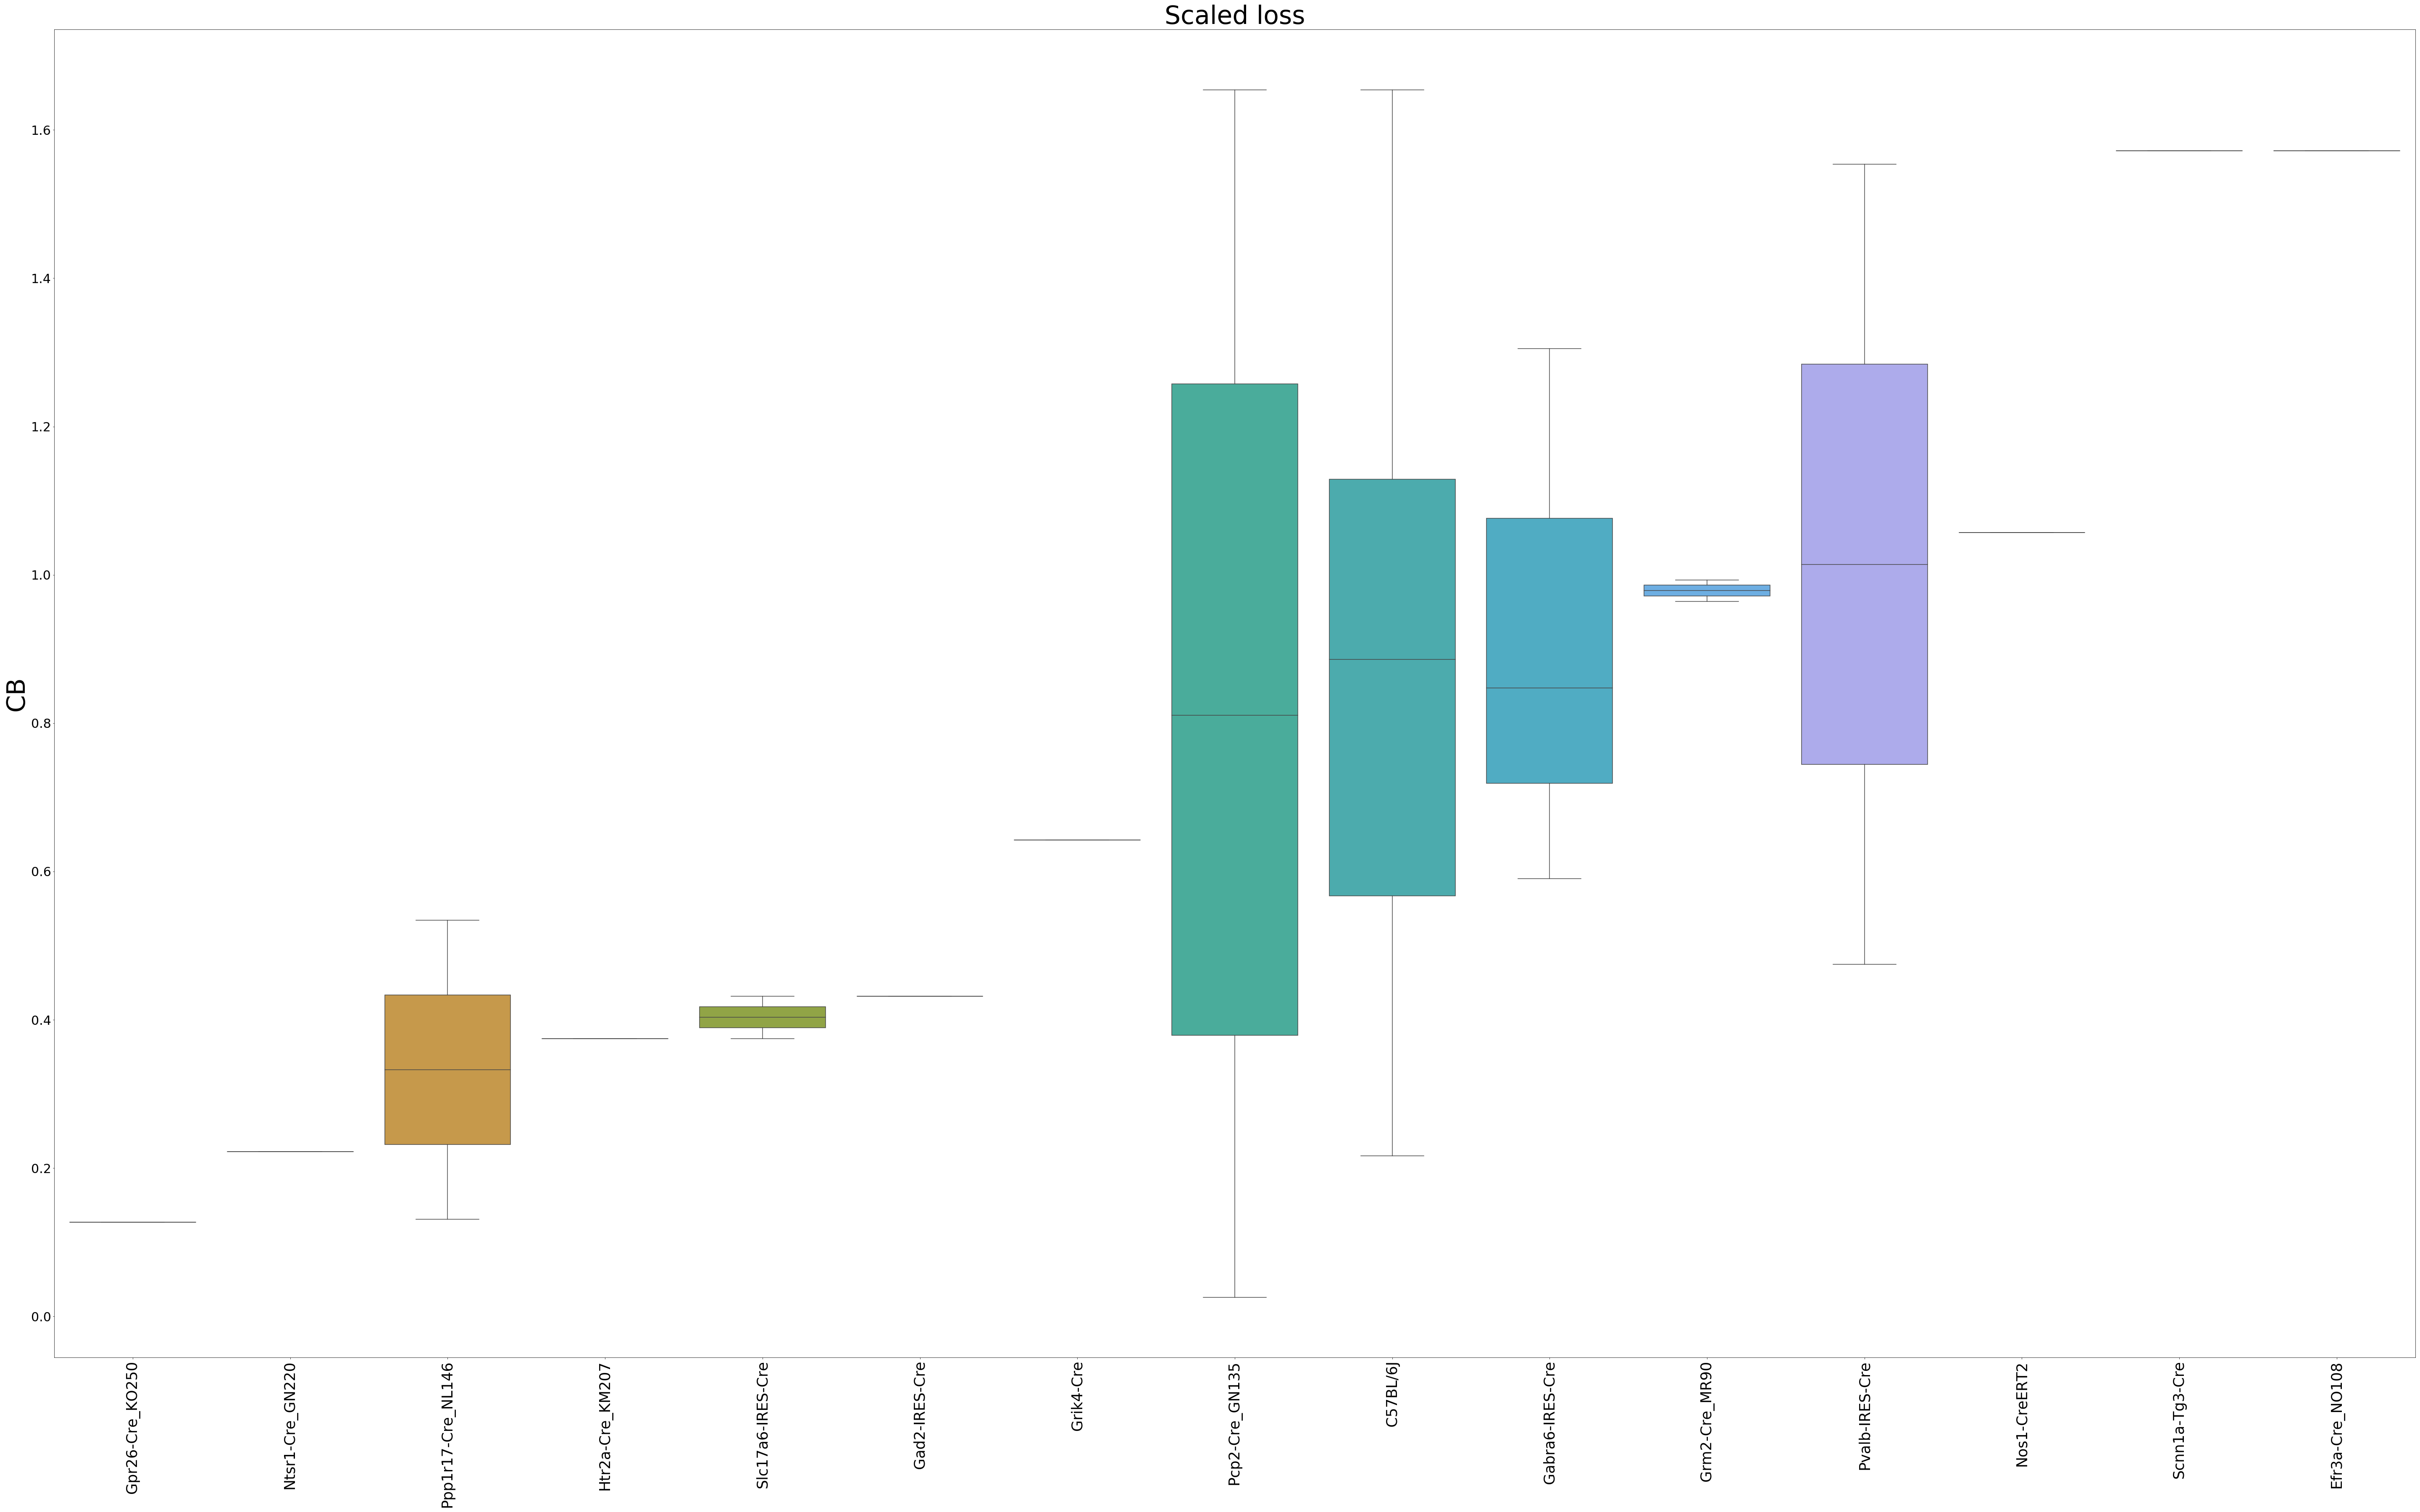 Scaled loss
CB
1.6
1.4
1.2
1.0
0.8
0.6
0.4
0.2
0.0
Gpr26-Cre_KO250
Ntsr1-Cre_GN220
Ppp1r17-Cre_NL146
Htr2a-Cre_KM207
Slc17a6-IRES-Cre
Gad2-IRES-Cre
Grik4-Cre
Pcp2-Cre_GN135
C57BL/6J
Gabra6-IRES-Cre
Grm2-Cre_MR90
Pvalb-IRES-Cre
Nos1-CreERT2
Scnn1a-Tg3-Cre
Efr3a-Cre_NO108